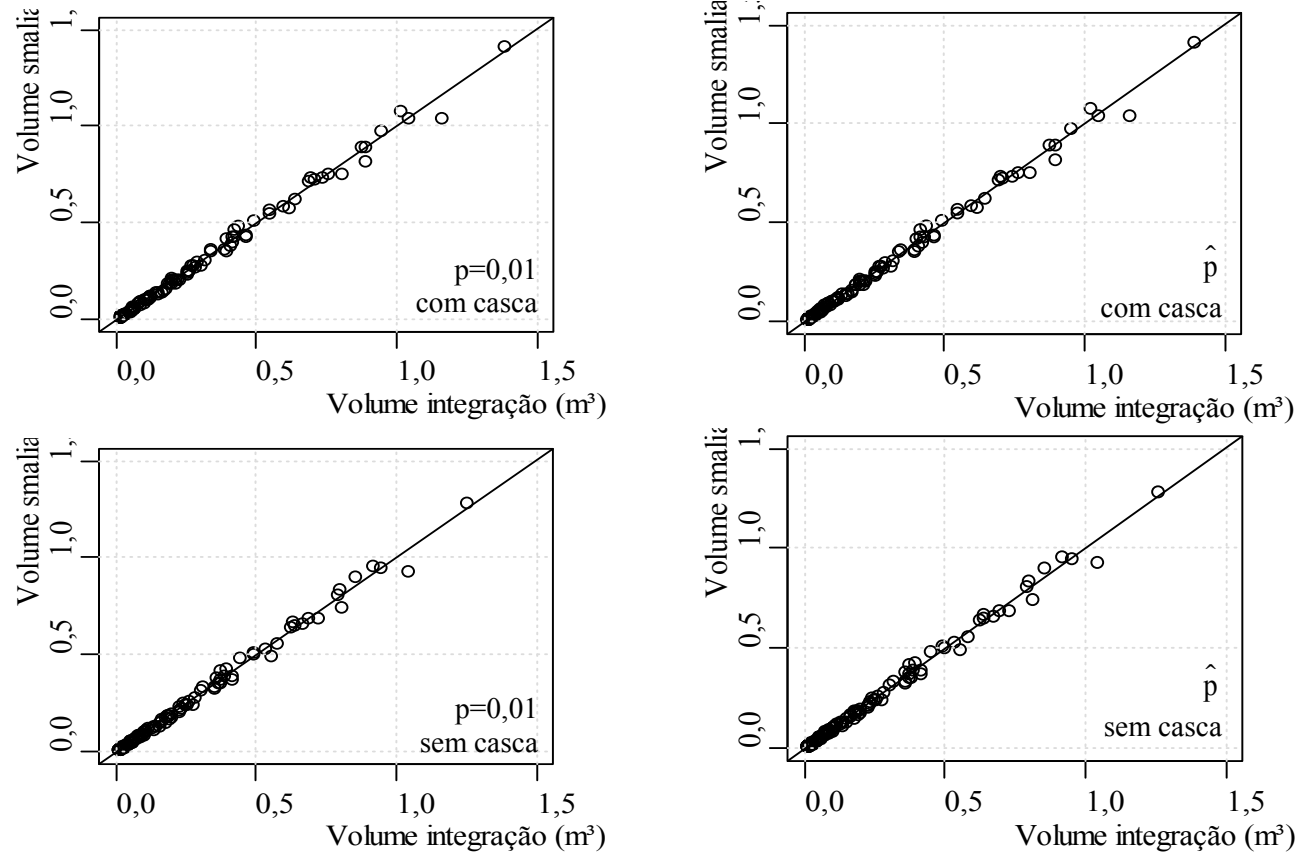 Volume smalia
0,0 0,5 1,0 1,
p=0,01
com casca
0,0 0,5 1,0 1,5
Volume integração (m³)
Volume smalia
0,0 0,5 1,0
p̂
com casca
0,0 0,5 1,0 1,5
Volume integração (m³)
Volume smalia
0,0 0,5 1,0 1,
p=0,01
sem casca
0,0 0,5 1,0 1,5
Volume integração (m³)
Volume smalia
0,0 0,5 1,0 1,
p̂
sem casca
0,0 0,5 1,0 1,5
Volume integração (m³)